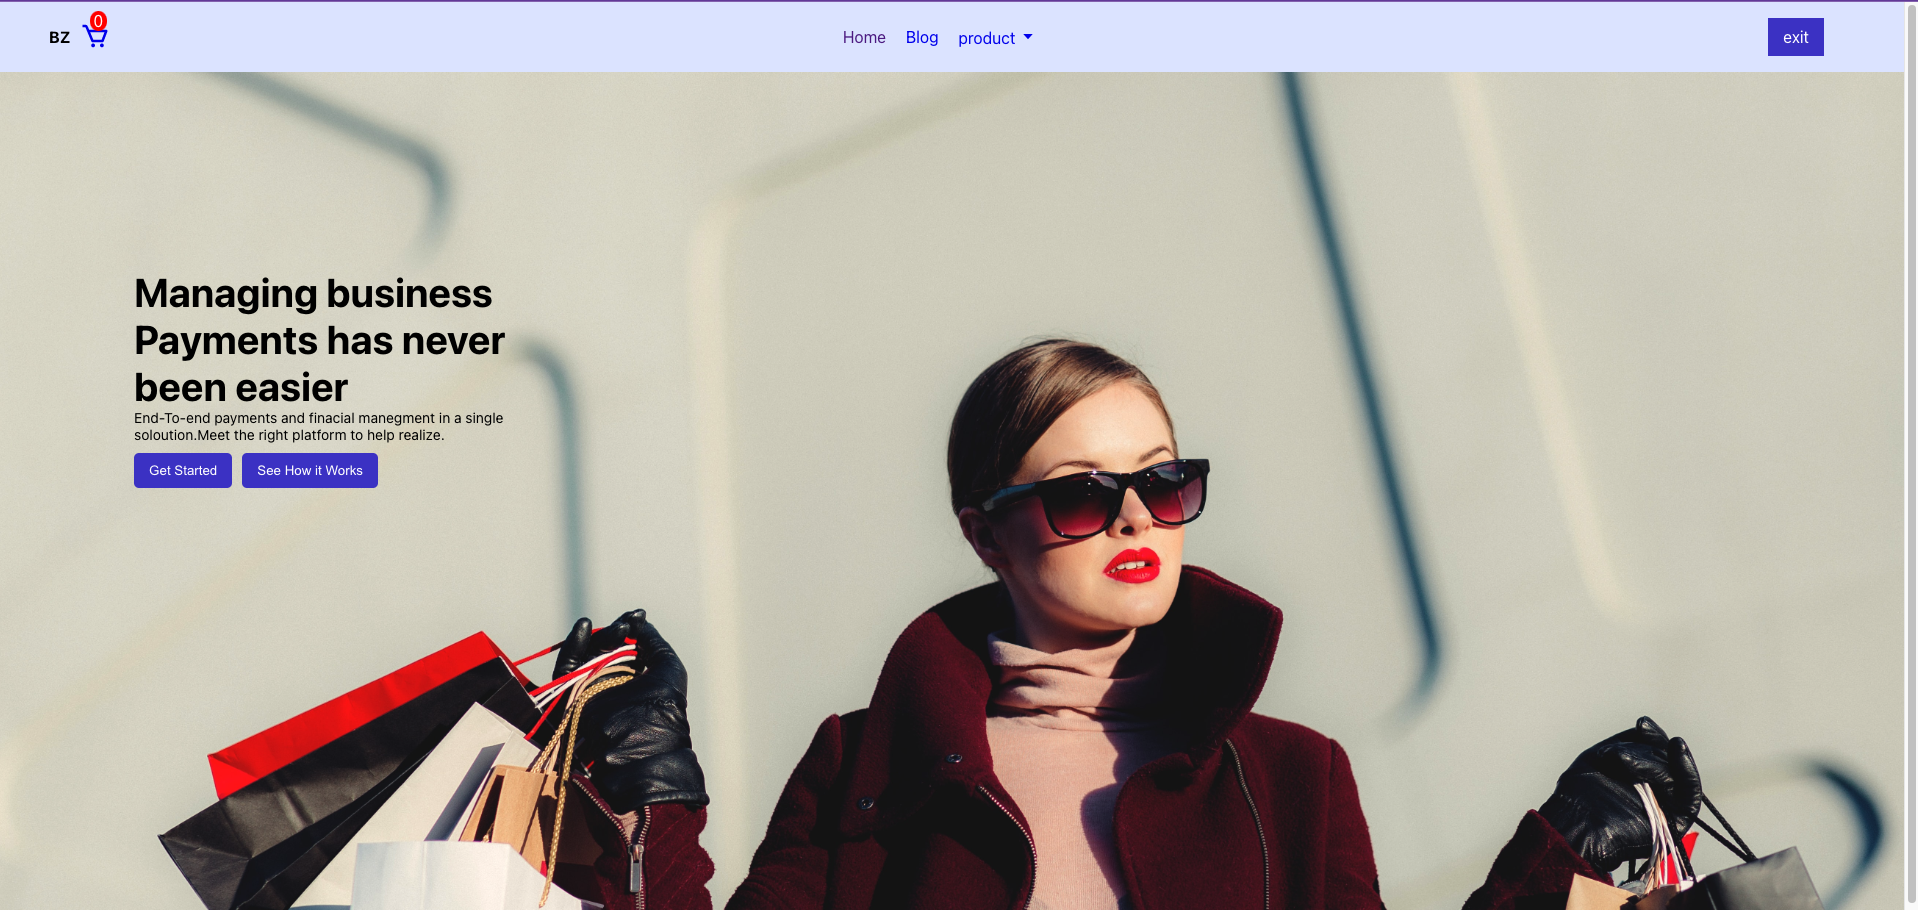 BZ
0
Home
Blog
product
exit
Managing business
Payments has never
been easier
End-To-end payments and finacial manegment in a single
soloution.Meet the right platform to help realize.
Get Started
See How it Works